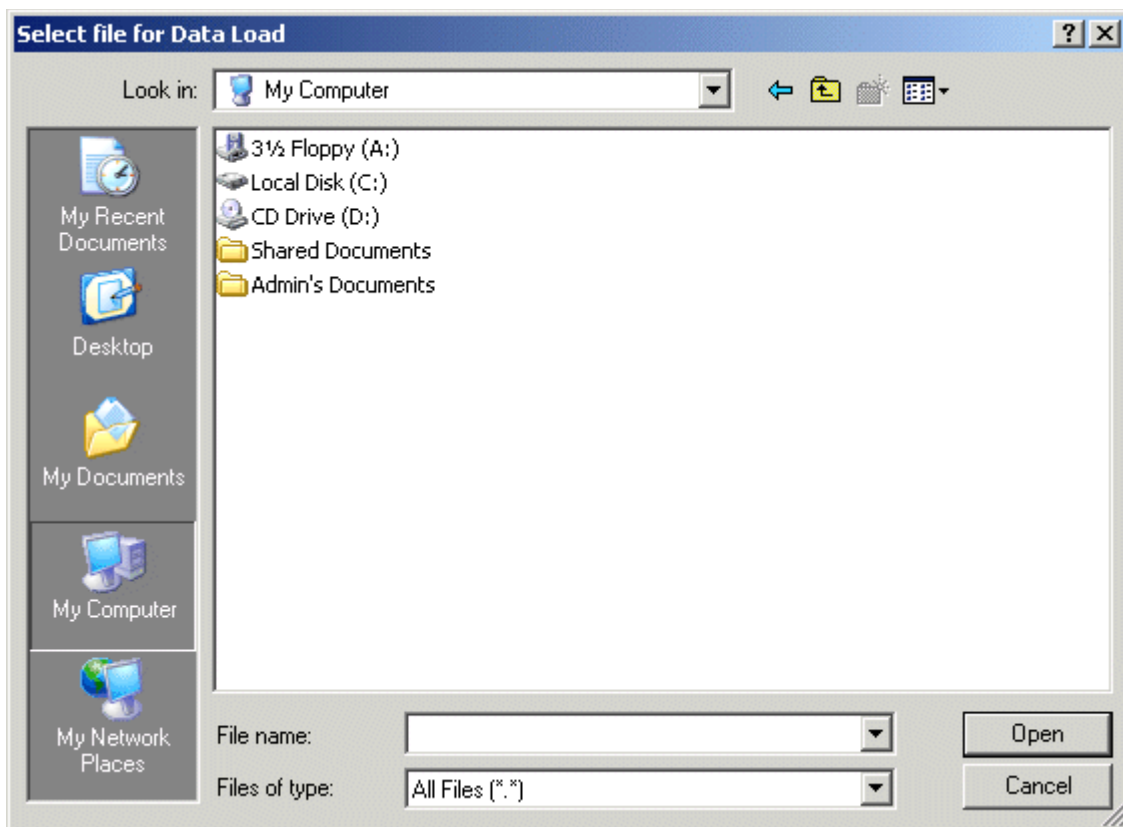 Select file for Data Load
Look in:
My Computer
3½ Floppy (A:)
Local Disk (C:)
CD Drive (D:)
Shared Documents
Admin's Documents
My Recent
Documents
Desktop
My Documents
My Computer
My Network
Places
File name:
Open
Files of type:
All Files (*.*)
Cancel